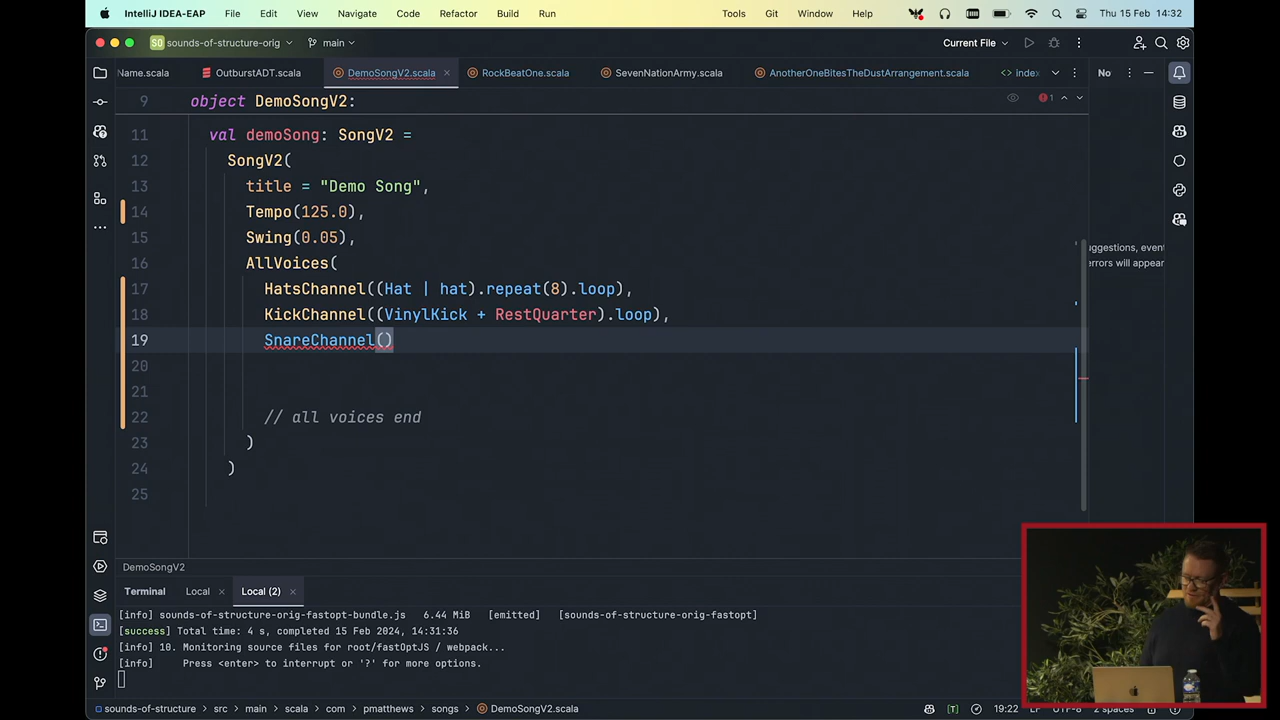 IntelliJ IDEA-EAP File Edit View Navigate Code Refactor Build Run Tools Git Window Help Thu 15 Feb 14:32
SO sounds-of-structure-orig main Current File
Name.scala OutburstADT.scala DemoSongV2.scala RockBeatOne.scala SevenNationArmy.scala AnotherOneBitesTheDustArrangement.scala index No
9 object DemoSongV2: 1
11 val demoSong: SongV2 =
12 SongV2(
13 title = "Demo Song",
14 Tempo(125.0),
15 Swing(0.05),
16 AllVoices(
uggestions, event
errors will appear
17 HatsChannel((Hat | hat).repeat(8).loop),
18 KickChannel((VinylKick + RestQuarter).loop),
19 SnareChannel()
20
21
22 // all voices end
23 )
24 )
25
DemoSongV2
Terminal Local Local (2)
[info] sounds-of-structure-orig-fastopt-bundle.js 6.44 MiB [emitted] [sounds-of-structure-orig-fastopt]
[success] Total time: 4 s, completed 15 Feb 2024, 14:31:36
[info] 10. Monitoring source files for root/fastOptJS / webpack...
[info] Press <enter> to interrupt or '?' for more options.
sounds-of-structure src main scala com pmatthews songs DemoSongV2.scala 19:22 LF UTF-8 2 spaces